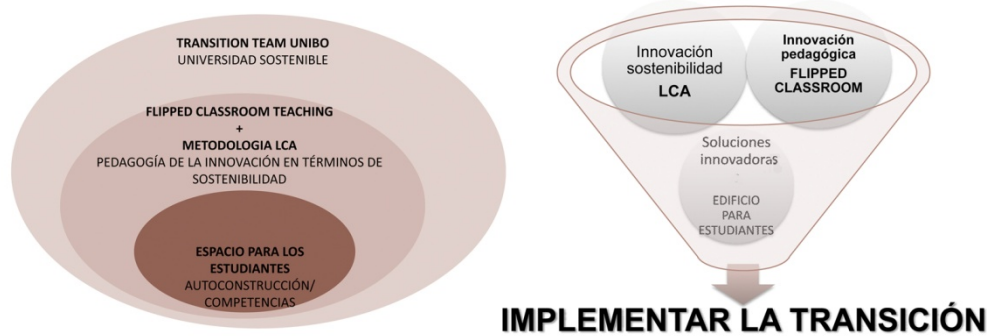 TRANSITION TEAM UNIBO
UNIVERSIDAD SOSTENIBLE
FLIPPED CLASSROOM TEACHING
+
METODOLOGIA LCA
PEDAGOGÍA DE LA INNOVACIÓN EN TÉRMINOS DE
SOSTENIBILIDAD
ESPACIO PARA LOS
ESTUDIANTES
AUTOCONSTRUCCIÓN/
COMPETENCIAS
Innovación
sostenibilidad
LCA
Innovación
pedagógica
FLIPPED
CLASSROOM
Soluciones
innovadoras
.
EDIFICIO
PARA
ESTUDIANTES
IMPLEMENTAR LA TRANSICIÓN